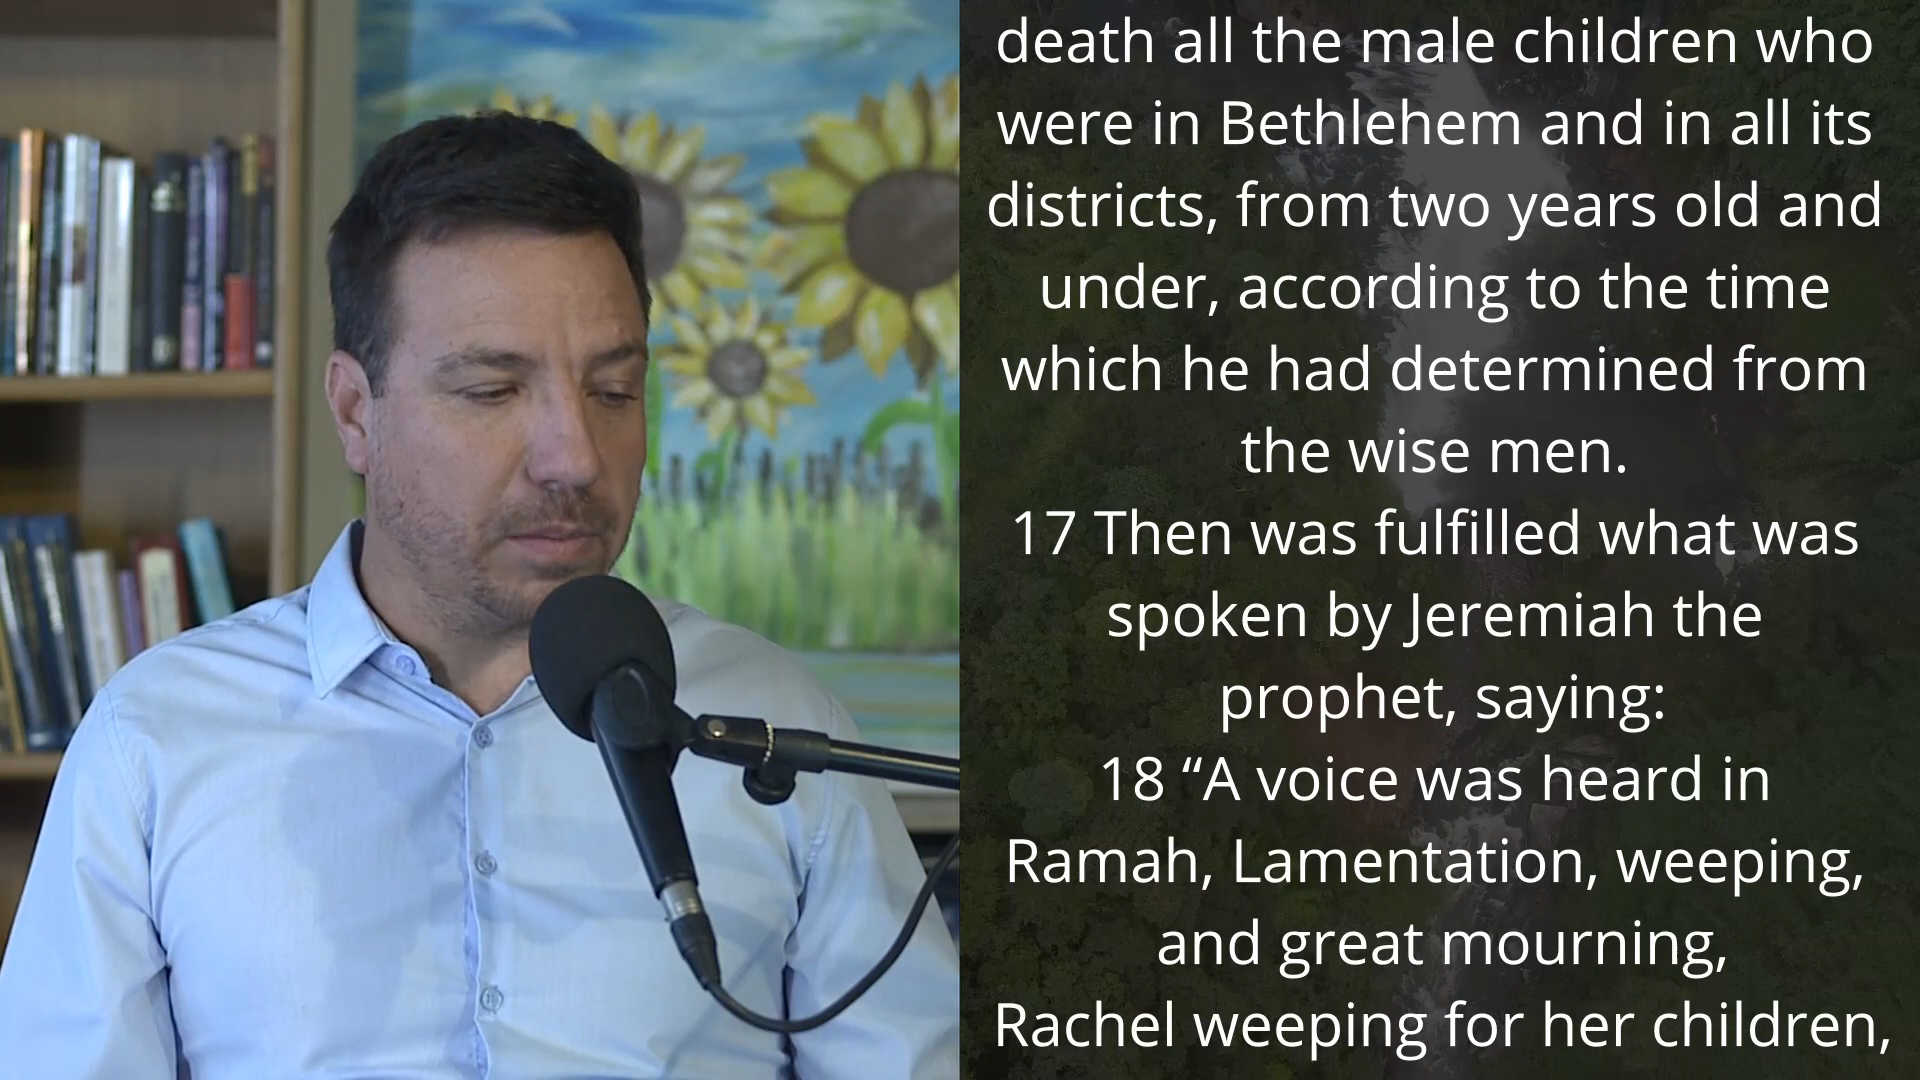 death all the male children who
were in Bethlehem and in all its
districts, from two years old and
under, according to the time
which he had determined from
the wise men.
17 Then was fulfilled what was
spoken by Jeremiah the
prophet, saying:
18 “A voice was heard in
Ramah, Lamentation, weeping,
and great mourning,
Rachel weeping for her children,